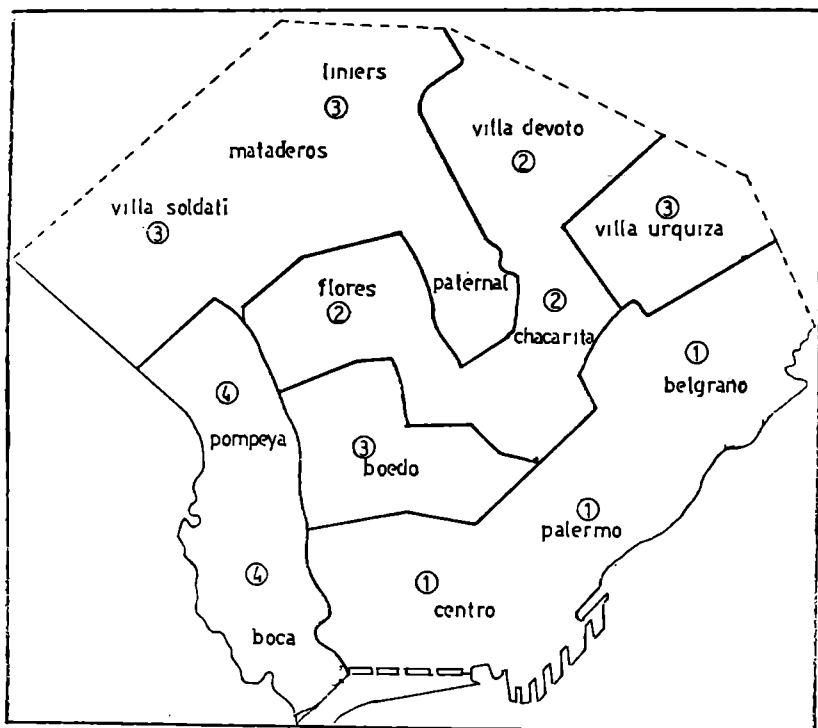 liniers
③
villa devoto
②
mataderos
villa soldati
③
③
villa urquiza
flores
②
paternal
②
chacarita
①
belgrano
④
pompeya
③
boedo
①
palermo
④
boca
①
centro